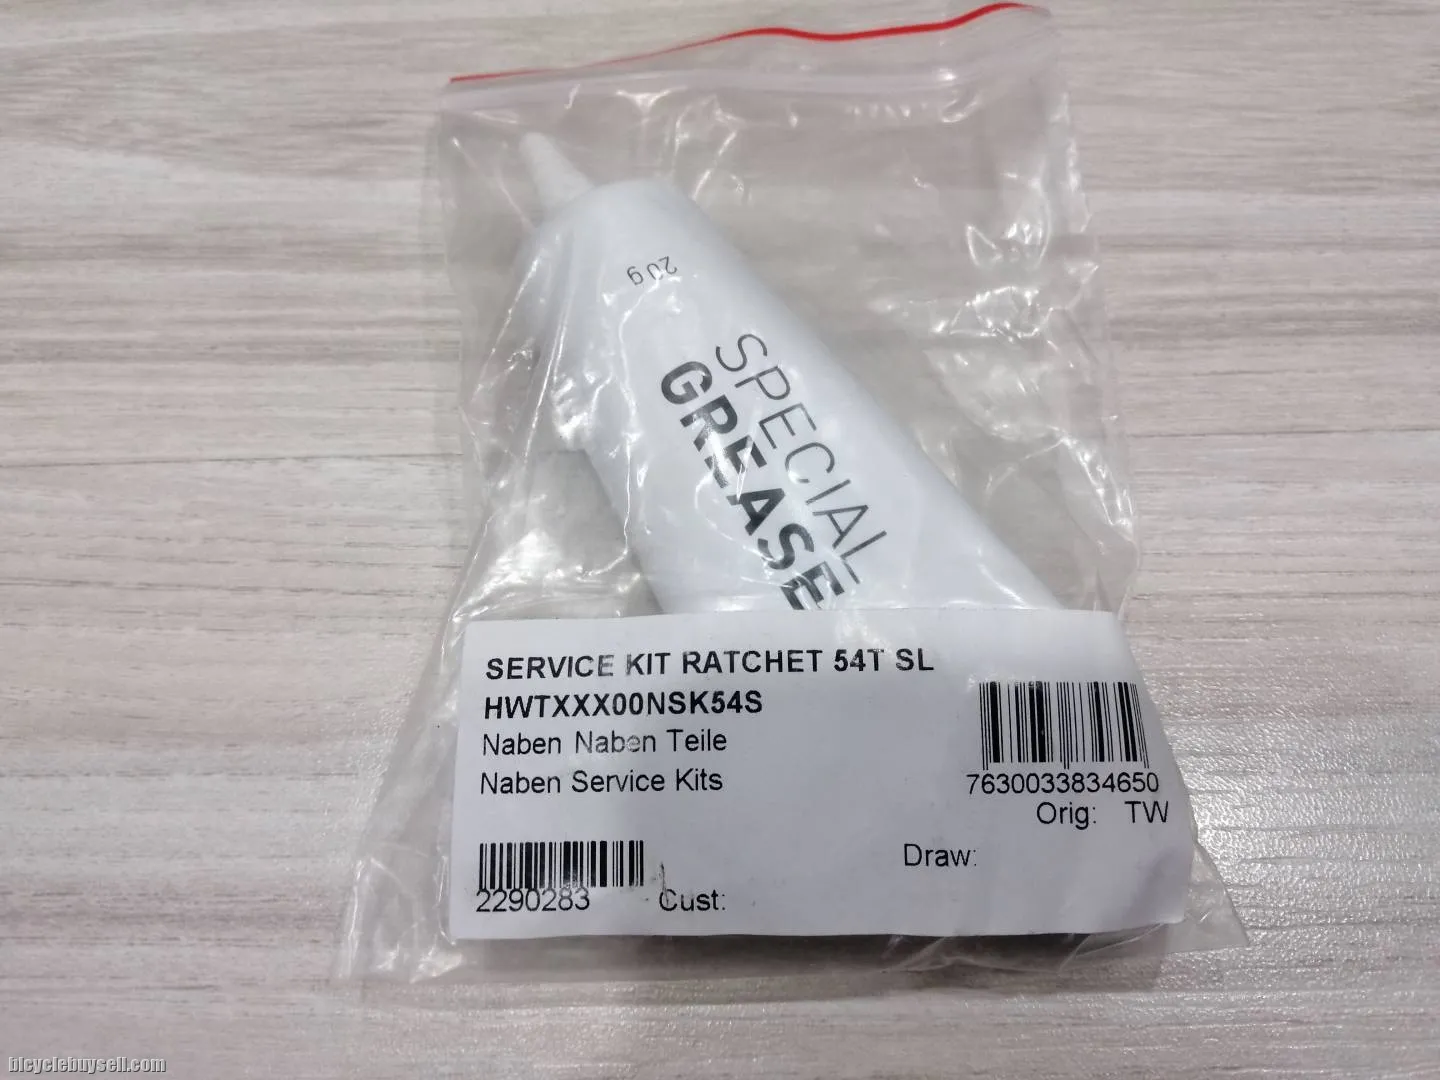 20g
SPECIAL
GREASE
SERVICE KIT RATCHET 54T SL
HWTXXX00NSK54S
Naben Naben Teile
Naben Service Kits
7630033834650
Orig: TW
Draw:
2290283
Cust:
bicyclebuysell.com